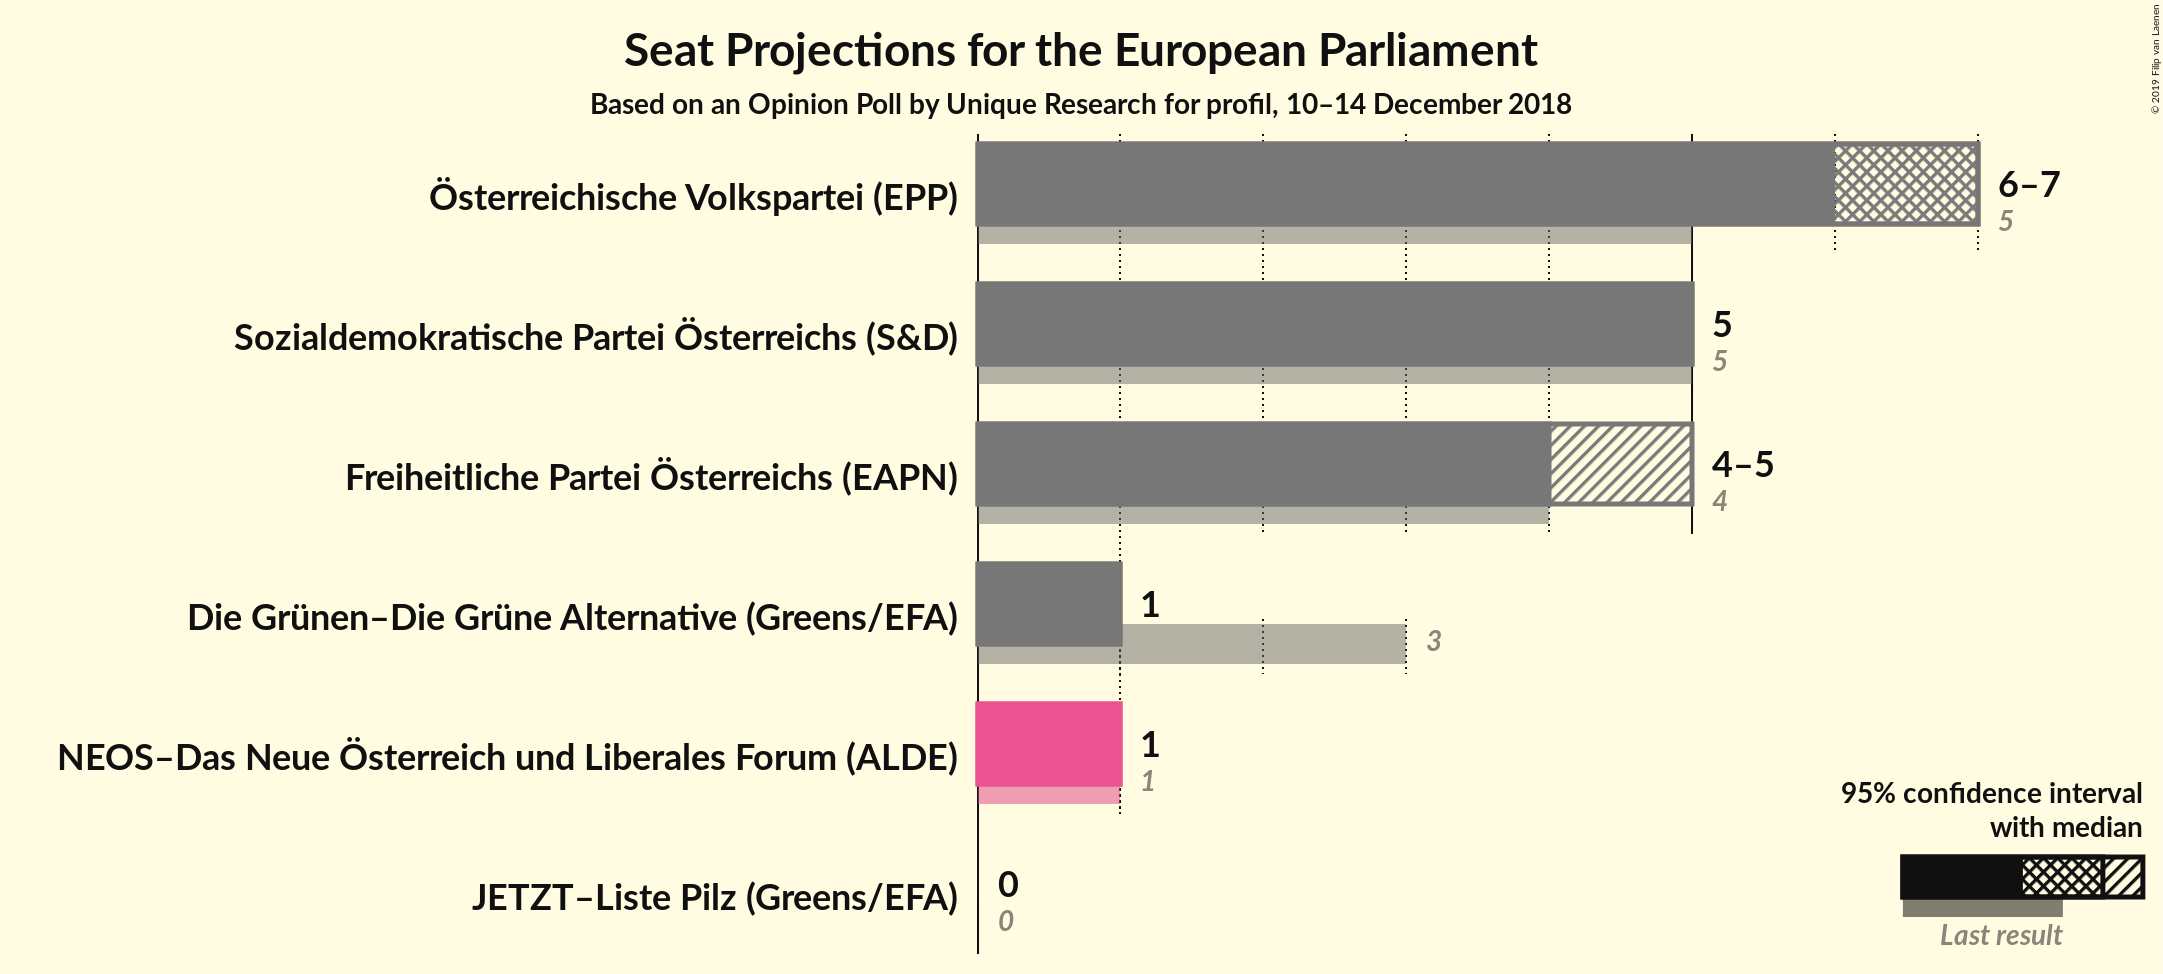 Seat Projections for the European Parliament
Based on an Opinion Poll by Unique Research for profil, 10–14 December 2018
© 2019 Filip van Laenen
Österreichische Volkspartei (EPP)
6–7
5
Sozialdemokratische Partei Österreichs (S&D)
5
5
Freiheitliche Partei Österreichs (EAPN)
4–5
4
Die Grünen–Die Grüne Alternative (Greens/EFA)
1
3
NEOS–Das Neue Österreich und Liberales Forum (ALDE)
1
1
JETZT–Liste Pilz (Greens/EFA)
0
0
95% confidence interval
with median
Last result